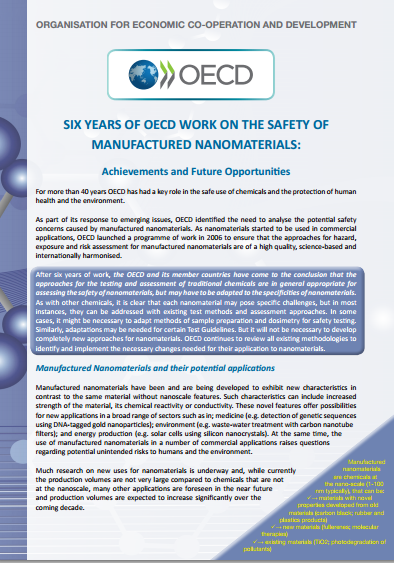 ORGANISATION FOR ECONOMIC CO-OPERATION AND DEVELOPMENT
OECD
SIX YEARS OF OECD WORK ON THE SAFETY OF
MANUFACTURED NANOMATERIALS:
Achievements and Future Opportunities
For more than 40 years OECD has had a key role in the safe use of chemicals and the protection of human
health and the environment.
As part of its response to emerging issues, OECD identified the need to analyse the potential safety
concerns caused by manufactured nanomaterials. As nanomaterials started to be used in commercial
applications, OECD launched a programme of work in 2006 to ensure that the approaches for hazard,
exposure and risk assessment for manufactured nanomaterials are of a high quality, science-based and
internationally harmonised.
After six years of work, the OECD and its member countries have come to the conclusion that the
approaches for the testing and assessment of traditional chemicals are in general appropriate for
assessing the safety of nanomaterials, but may have to be adapted to the specificities of nanomaterials.
As with other chemicals, it is clear that each nanomaterial may pose specific challenges, but in most
instances, they can be addressed with existing test methods and assessment approaches. In some
cases, it might be necessary to adapt methods of sample preparation and dosimetry for safety testing.
Similarly, adaptations may be needed for certain Test Guidelines. But it will not be necessary to develop
completely new approaches for nanomaterials. OECD continues to review all existing methodologies to
identify and implement the necessary changes needed for their application to nanomaterials.
Manufactured Nanomaterials and their potential applications
Manufactured nanomaterials have been and are being developed to exhibit new characteristics in
contrast to the same material without nanoscale features. Such characteristics can include increased
strength of the material, its chemical reactivity or conductivity. These novel features offer possibilities
for new applications in a broad range of sectors such as in; medicine (e.g. detection of genetic sequences
using DNA-tagged gold nanoparticles); environment (e.g. waste-water treatment with carbon nanotube
filters); and energy production (e.g. solar cells using silicon nanocrystals). At the same time, the
use of manufactured nanomaterials in a number of commercial applications raises questions
regarding potential unintended risks to humans and the environment.
Much research on new uses for nanomaterials is underway and, while currently
the production volumes are not very large compared to chemicals that are not
at the nanoscale, many other applications are foreseen in the near future
and production volumes are expected to increase significantly over the
coming decade.
Manufactured
nanomaterials
are chemicals at
the nano-scale (1-100
nm typically), that can be:
✓→ materials with novel
properties developed from old
materials (carbon black; rubber and
plastics products)
✓→ new materials (fullerenes; molecular
therapies)
✓→ existing materials (TiO2; photodegradation of
pollutants)